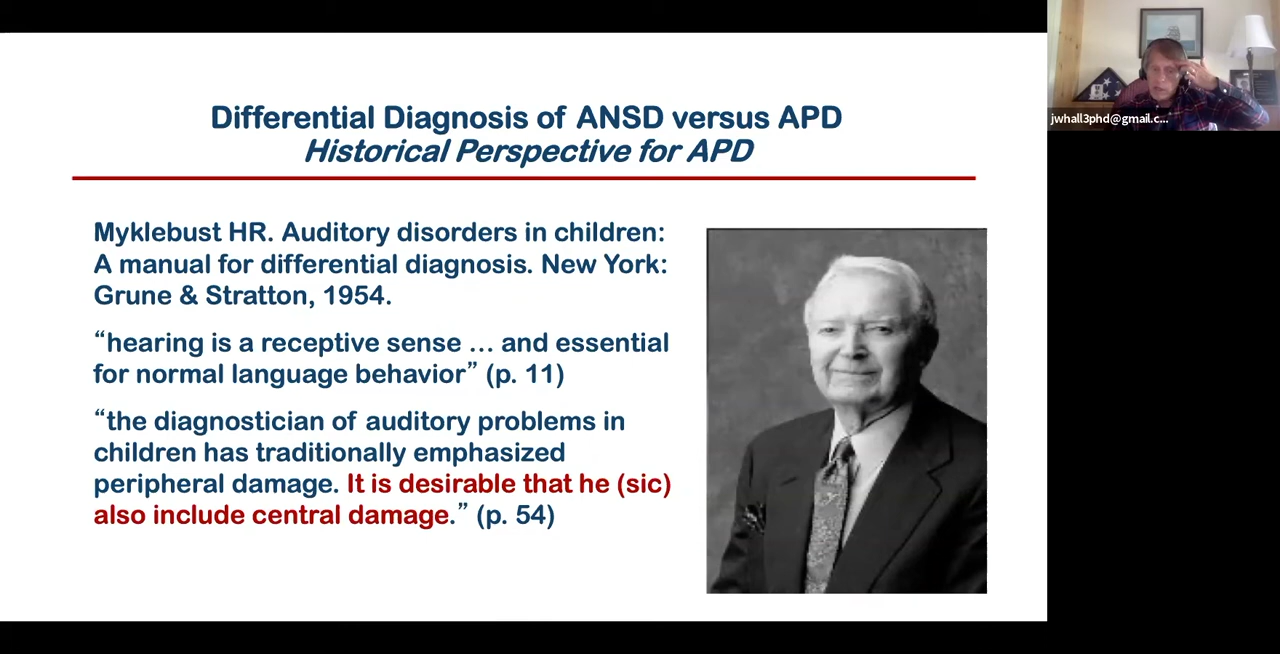 Differential Diagnosis of ANSD versus APD
Historical Perspective for APD
Myklebust HR. Auditory disorders in children:
A manual for differential diagnosis. New York:
Grune & Stratton, 1954.
“hearing is a receptive sense ... and essential
for normal language behavior” (p. 11)
“the diagnostician of auditory problems in
children has traditionally emphasized
peripheral damage. It is desirable that he (sic)
also include central damage.” (p. 54)
jwhall3phd@gmail.c...